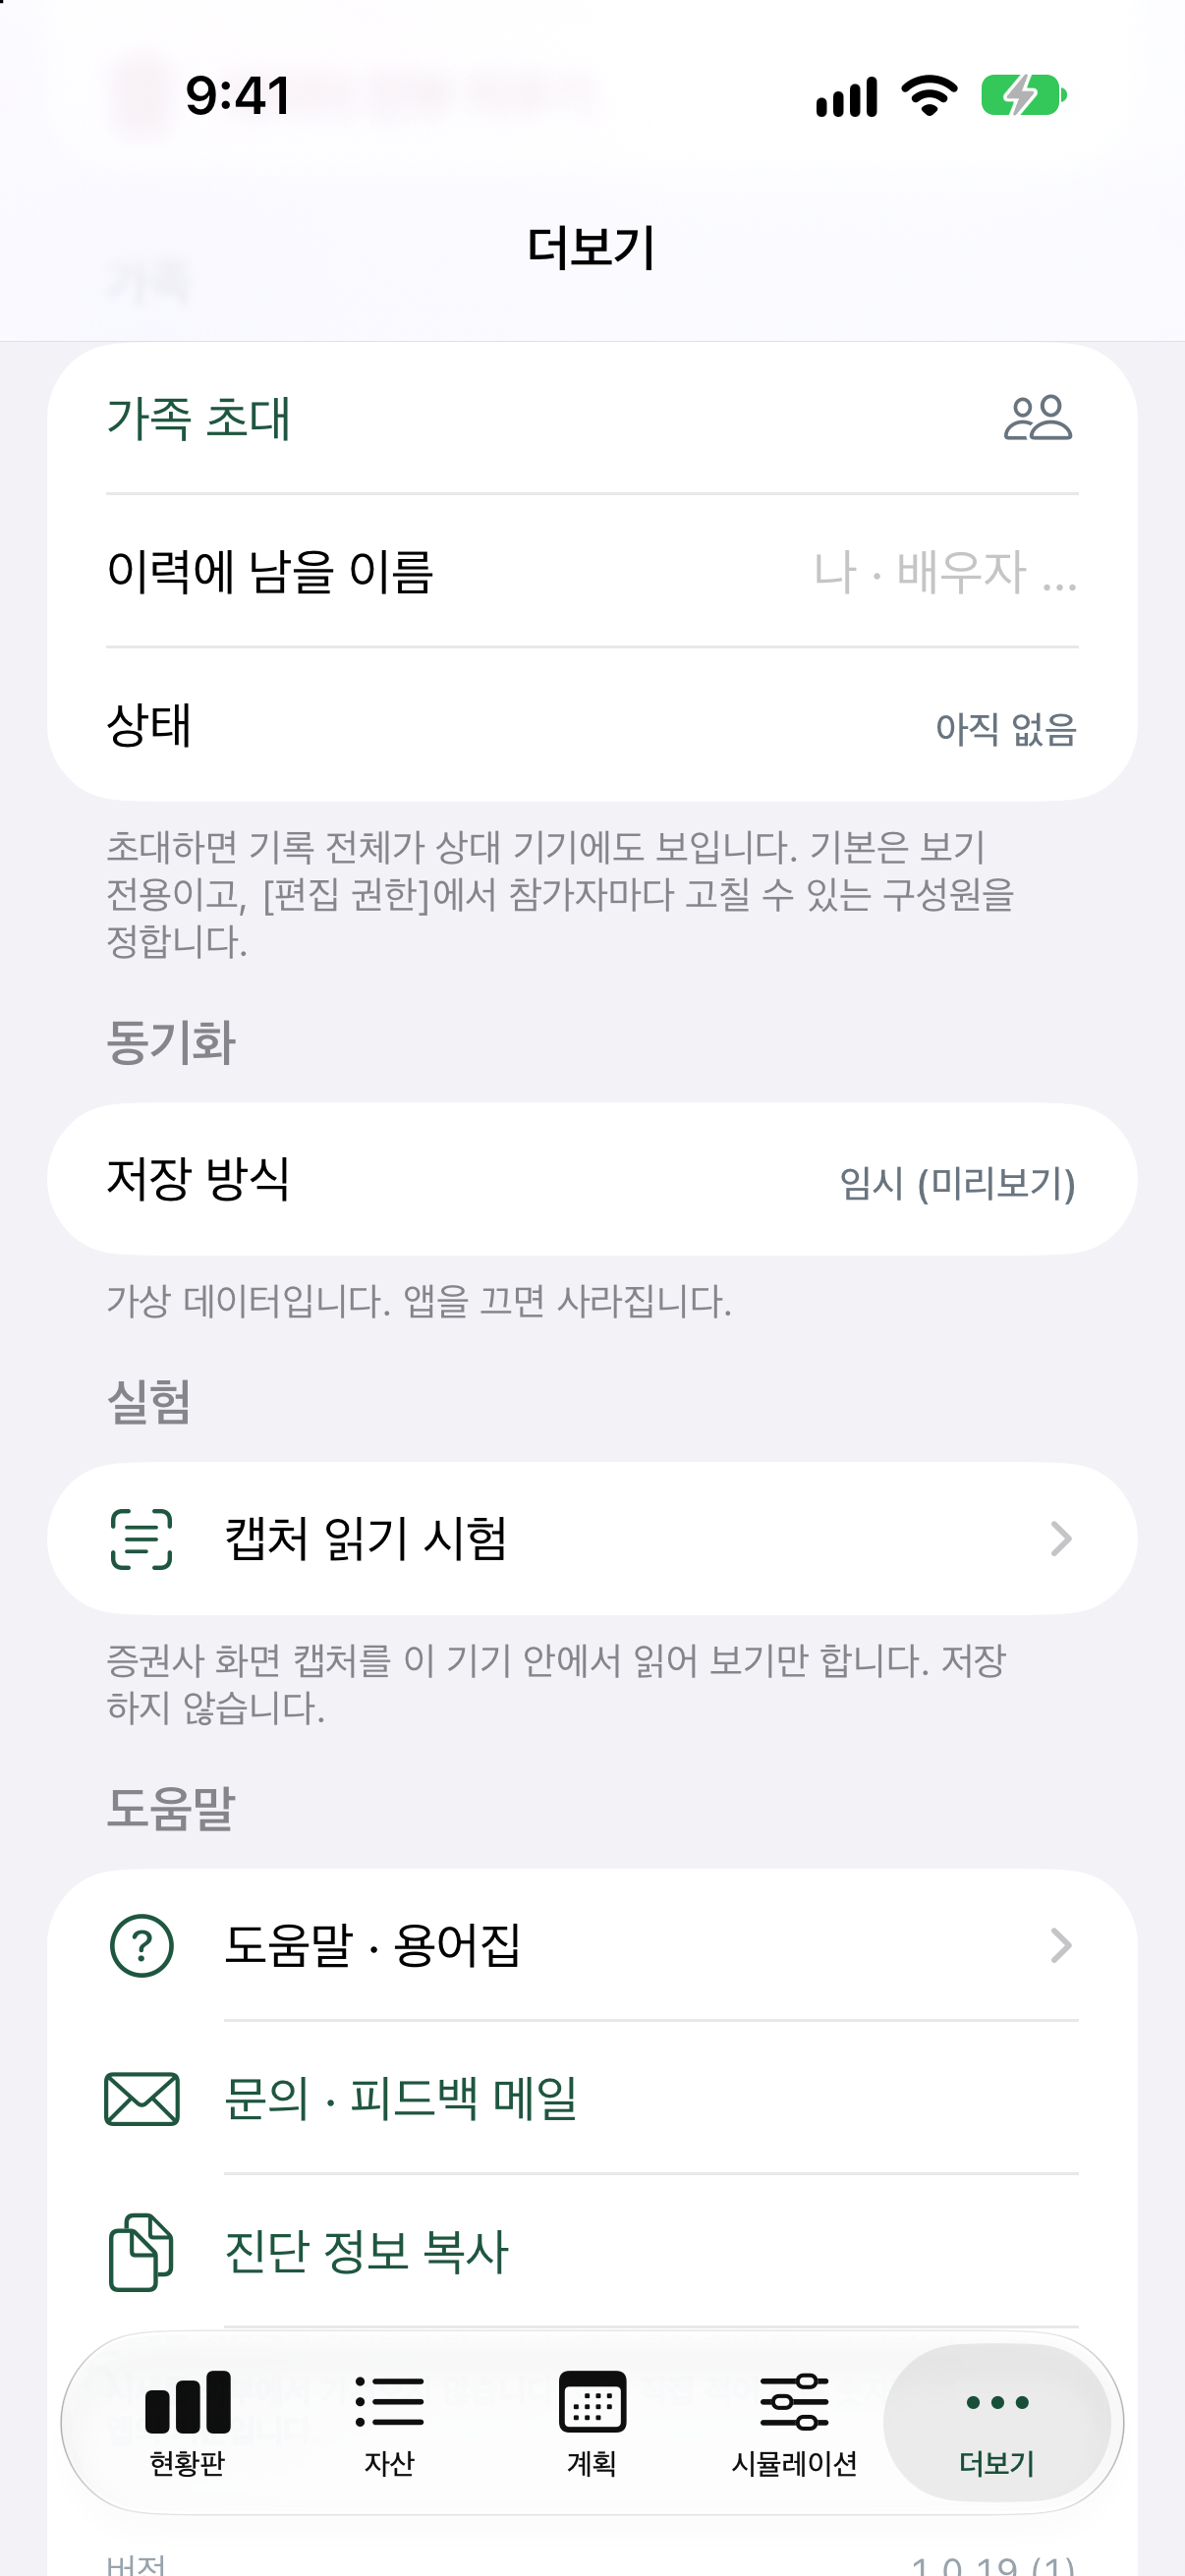 9:41
더보기
가족
가족 초대
이력에 남을 이름
나 · 배우자 ...
상태
아직 없음
초대하면 기록 전체가 상대 기기에도 보입니다. 기본은 보기
전용이고, [편집 권한]에서 참가자마다 고칠 수 있는 구성원을
정합니다.
동기화
저장 방식
임시 (미리보기)
가상 데이터입니다. 앱을 끄면 사라집니다.
실험
캡처 읽기 시험
증권사 화면 캡처를 이 기기 안에서 읽어 보기만 합니다. 저장
하지 않습니다.
도움말
도움말 · 용어집
문의 · 피드백 메일
진단 정보 복사
현황판
자산
계획
시뮬레이션
더보기
버전
1.0.19 (1)